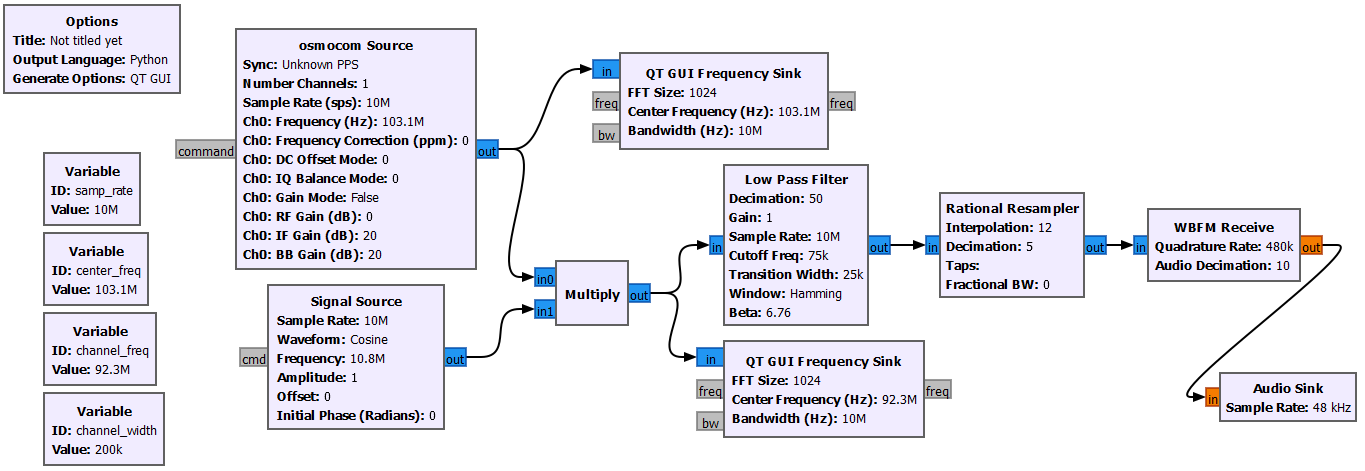 Options
Title: Not titled yet
Output Language: Python
Generate Options: QT GUI
Variable
ID: samp_rate
Value: 10M
Variable
ID: center_freq
Value: 103.1M
Variable
ID: channel_freq
Value: 92.3M
Variable
ID: channel_width
Value: 200k
osmocom Source
Sync: Unknown PPS
Number Channels: 1
Sample Rate (sps): 10M
Ch0: Frequency (Hz): 103.1M
Ch0: Frequency Correction (ppm): 0
Ch0: DC Offset Mode: 0
Ch0: IQ Balance Mode: 0
Ch0: Gain Mode: False
Ch0: RF Gain (dB): 0
Ch0: IF Gain (dB): 20
Ch0: BB Gain (dB): 20
command
out
Signal Source
Sample Rate: 10M
Waveform: Cosine
Frequency: 10.8M
Amplitude: 1
Offset: 0
Initial Phase (Radians): 0
cmd
out
QT GUI Frequency Sink
FFT Size: 1024
Center Frequency (Hz): 103.1M
Bandwidth (Hz): 10M
in
freq
bw
freq
in0
in1
Multiply
out
Low Pass Filter
Decimation: 50
Gain: 1
Sample Rate: 10M
Cutoff Freq: 75k
Transition Width: 25k
Window: Hamming
Beta: 6.76
in
out
QT GUI Frequency Sink
FFT Size: 1024
Center Frequency (Hz): 92.3M
Bandwidth (Hz): 10M
in
freq
bw
freq
Rational Resampler
Interpolation: 12
Decimation: 5
Taps:
Fractional BW: 0
in
out
WBFM Receive
Quadrature Rate: 480k
Audio Decimation: 10
in
out
Audio Sink
Sample Rate: 48 kHz
in